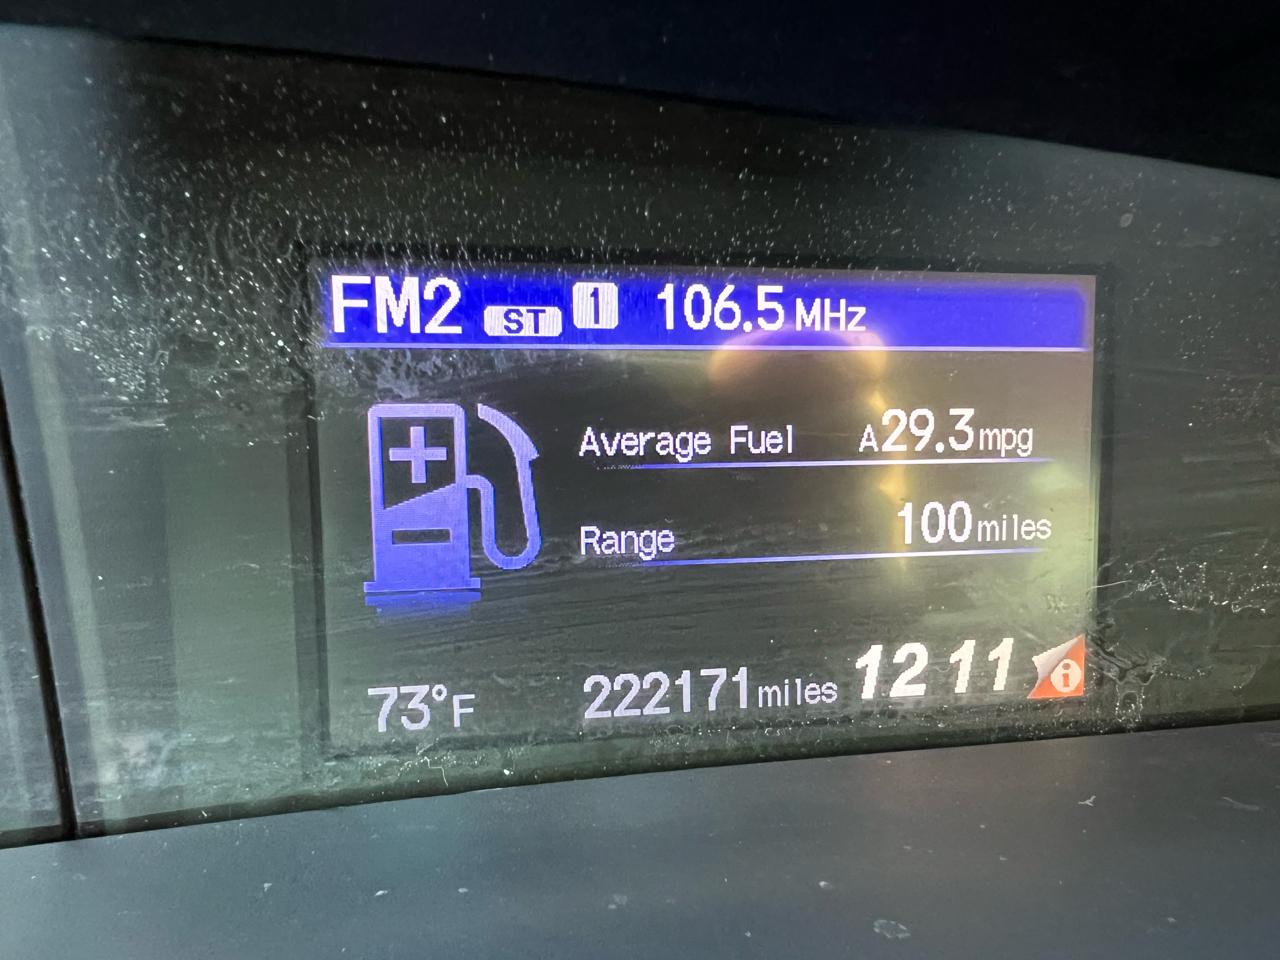 FM2 ST 1 106.5 MHz
Average Fuel A29.3 mpg
Range 100 miles
73°F 222171 miles 12 11 i